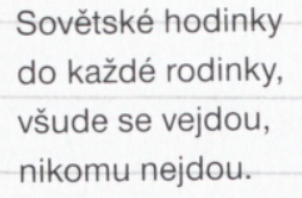 Sovětské hodinky
do každé rodinky,
všude se vejdou,
nikomu nejdou.